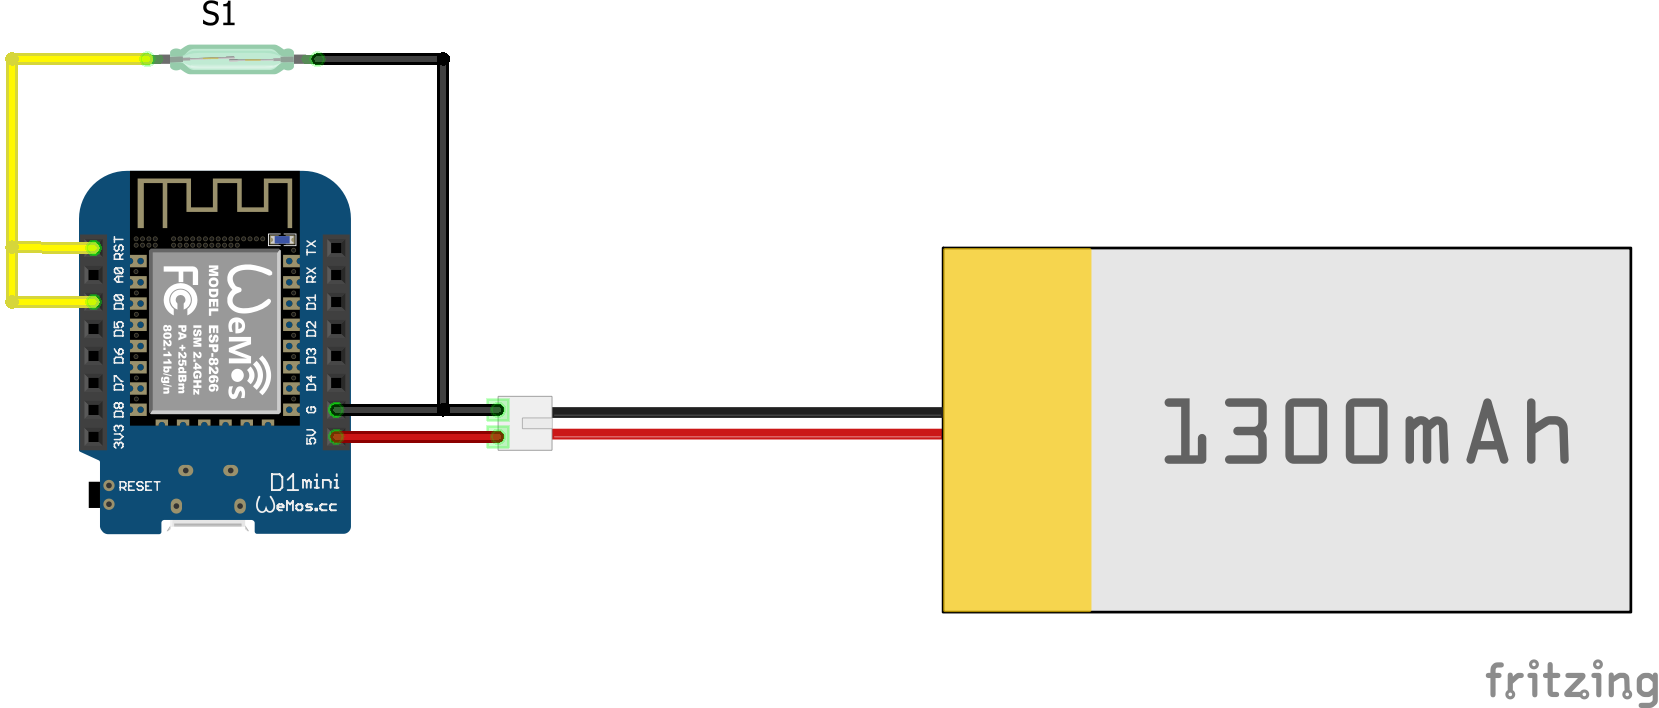 S1
RST
A0
D0
D5
D6
D7
D8
3V3
TX
RX
D1
D2
D3
D4
G
5V
WeMos
FC
MODEL ESP-8266
ISM 2.4GHz
PA +25dBm
802.11b/g/n
RESET
D1mini
WeMos.cc
1300mAh
fritzing